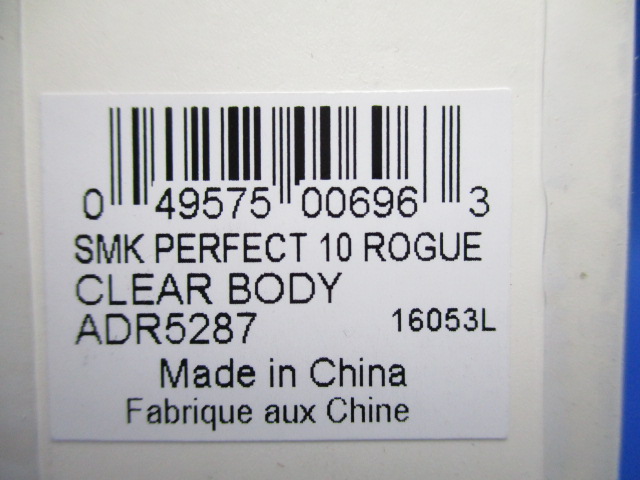 0 49575 00696 3
SMK PERFECT 10 ROGUE
CLEAR BODY
ADR5287 16053L
Made in China
Fabrique aux Chine